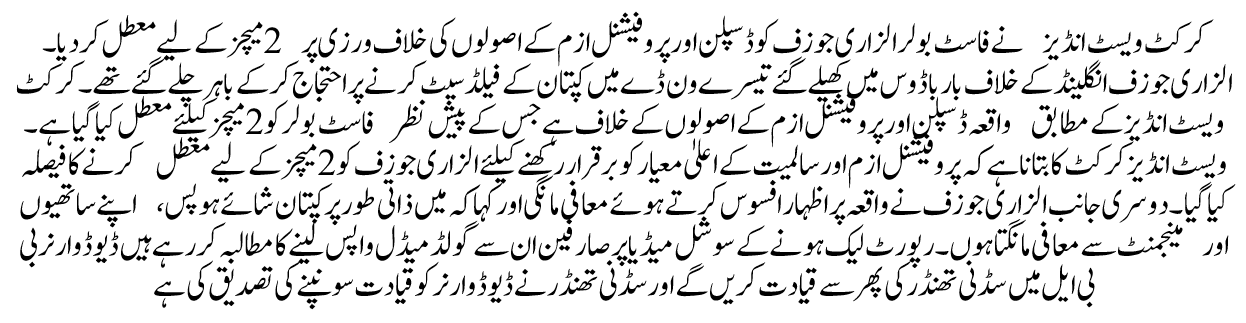 کرکٹ ویسٹ انڈیز نے فاسٹ بولر الزاری جوزف کو ڈسپلن اور پروفیشنل ازم کے اصولوں کی خلاف ورزی پر 2 میچز کے لیے معطل کر دیا۔
الزاری جوزف انگلینڈ کے خلاف بارباڈوس میں کھیلے گئے تیسرے ون ڈے میں کپتان کے فیلڈ سیٹ کرنے پر احتجاج کر کے باہر چلے گئے تھے۔ کرکٹ
ویسٹ انڈیز کے مطابق واقعہ ڈسپلن اور پروفیشنل ازم کے اصولوں کے خلاف ہے جس کے پیش نظر فاسٹ بولر کو 2 میچز کیلئے معطل کیا گیا ہے۔
ویسٹ انڈیز کرکٹ کا بتانا ہے کہ پروفیشنل ازم اور سالمیت کے اعلیٰ معیار کو برقرار رکھنے کیلئے الزاری جوزف کو 2 میچز کے لیے معطل کرنے کا فیصلہ
کیا گیا۔ دوسری جانب الزاری جوزف نے واقعہ پر اظہار افسوس کرتے ہوئے معافی مانگی اور کہا کہ میں ذاتی طور پر کپتان شائے ہوپس، اپنے ساتھیوں
اور مینجمنٹ سے معافی مانگتا ہوں۔ رپورٹ لیک ہونے کے سوشل میڈیا پر صارفین ان سے گولڈ میڈل واپس لینے کا مطالبہ کر رہے ہیں ڈیوڈ وارنر بی
بی ایل میں سڈنی تھنڈر کی پھر سے قیادت کریں گے اور سڈنی تھنڈر نے ڈیوڈ وارنر کو قیادت سونپنے کی تصدیق کی ہے